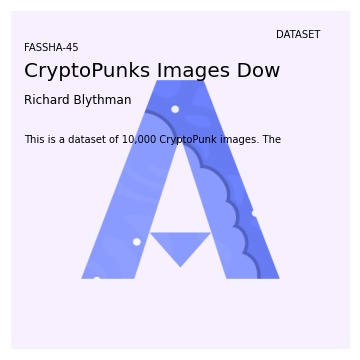 DATASET
FASSHA-45
CryptoPunks Images Dow
Richard Blythman
This is a dataset of 10,000 CryptoPunk images. The